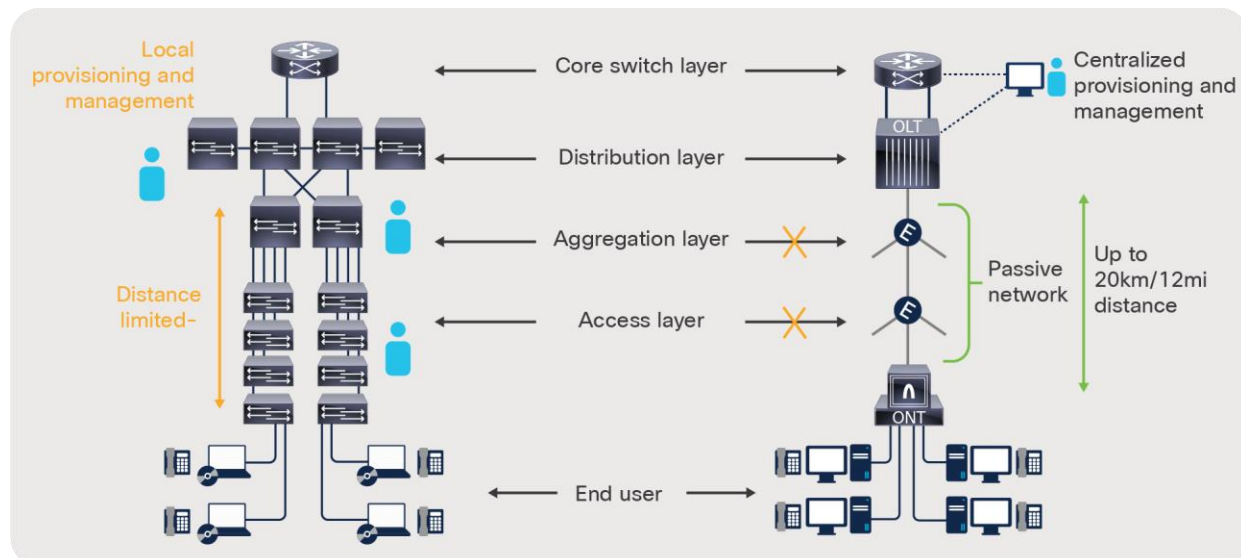 Local
provisioning and
management
Core switch layer
Centralized
provisioning and
management
OLT
Distribution layer
Aggregation layer
E
Distance
limited-
Access layer
E
Passive
network
Up to
20km/12mi
distance
ONT
End user